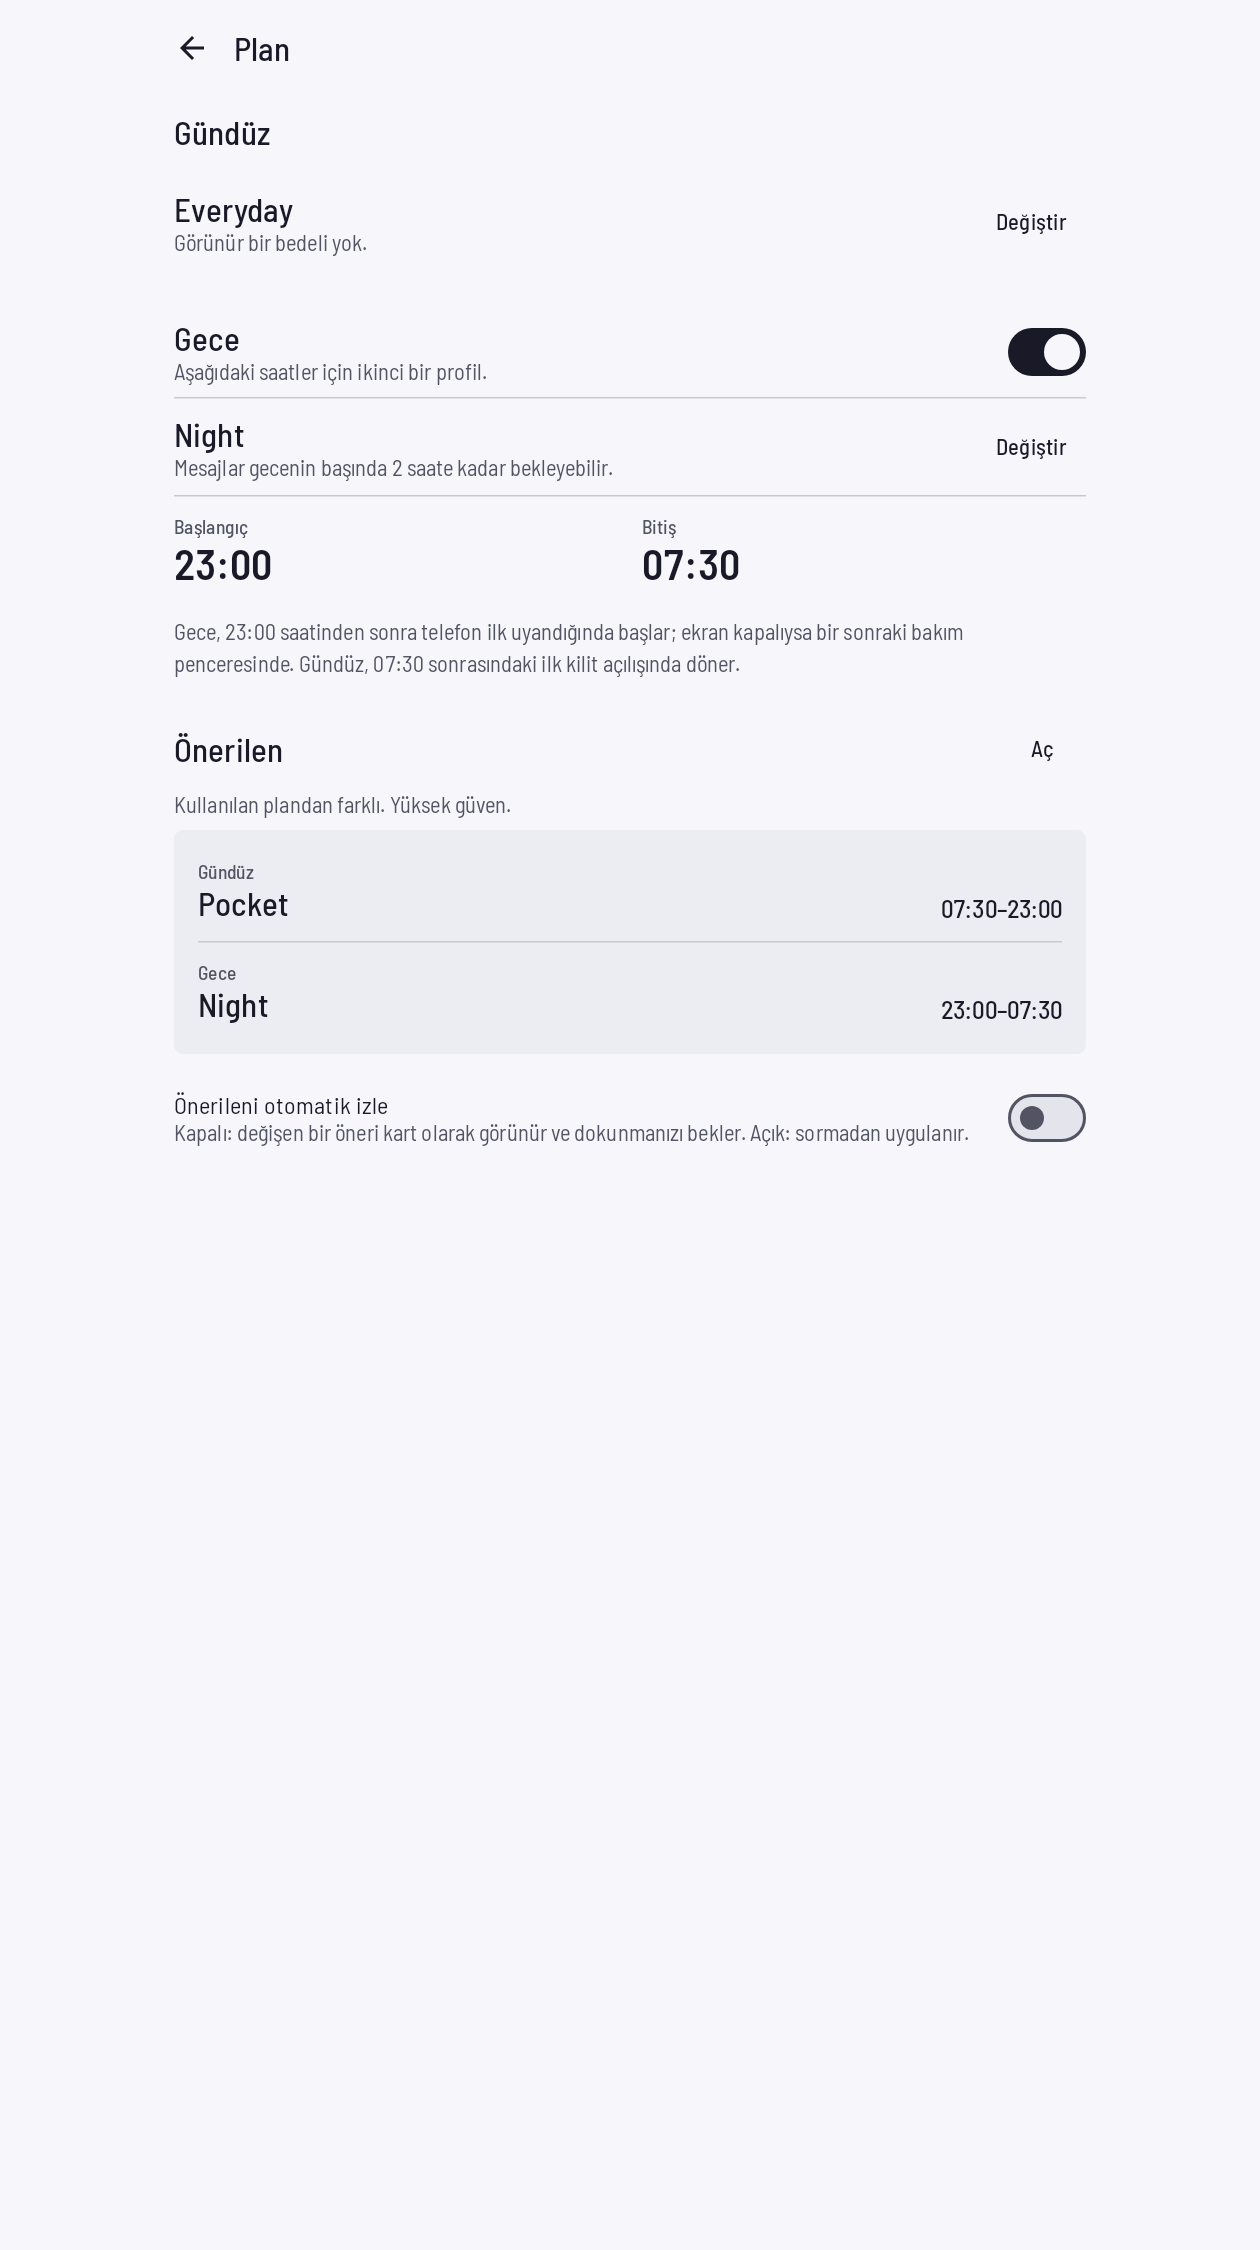 Plan
Gündüz
Everyday
Değiştir
Görünür bir bedeli yok.
Gece
Aşağıdaki saatler için ikinci bir profil.
Night
Değiştir
Mesajlar gecenin başında 2 saate kadar bekleyebilir.
Başlangıç
Bitiş
23:00
07:30
Gece, 23:00 saatinden sonra telefon ilk uyandığında başlar; ekran kapalıysa bir sonraki bakım
penceresinde. Gündüz, 07:30 sonrasındaki ilk kilit açılışında döner.
Önerilen
Aç
Kullanılan plandan farklı. Yüksek güven.
Gündüz
Pocket
07:30–23:00
Gece
Night
23:00–07:30
Önerileni otomatik izle
Kapalı: değişen bir öneri kart olarak görünür ve dokunmanızı bekler. Açık: sormadan uygulanır.